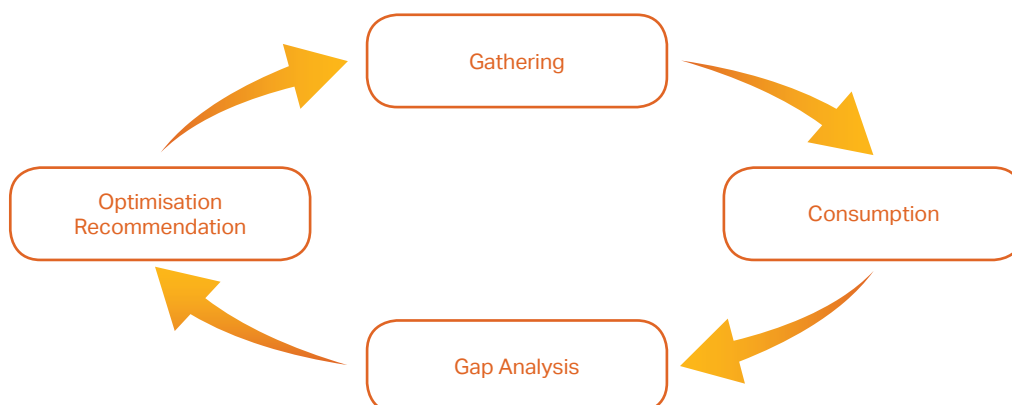 Gathering
Optimisation
Recommendation
Consumption
Gap Analysis